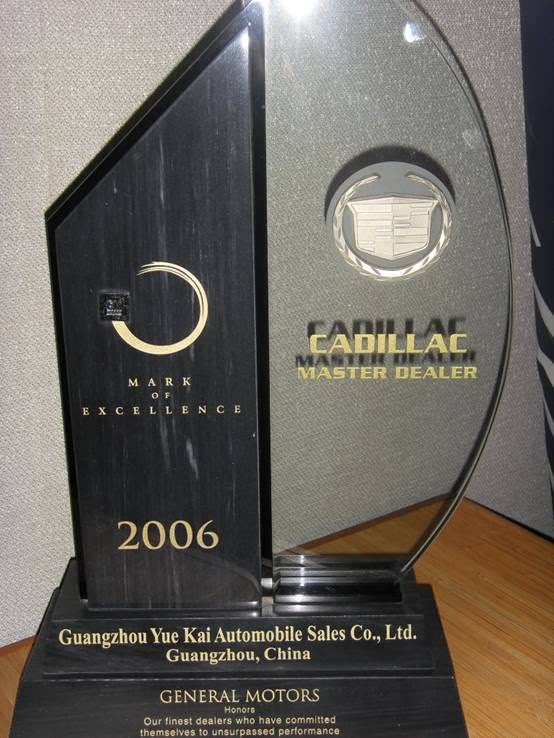 MARK
OF
EXCELLENCE
2006
CADILLAC
MASTER DEALER
Guangzhou Yue Kai Automobile Sales Co., Ltd.
Guangzhou, China
GENERAL MOTORS
Honors
Our finest dealers who have committed
themselves to unsurpassed performance